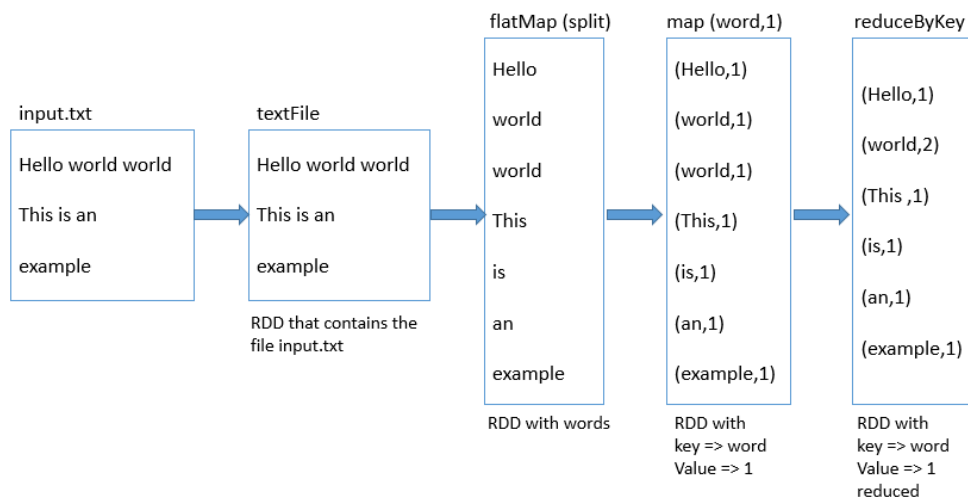 input.txt
Hello world world
This is an
example
textFile
Hello world world
This is an
example
RDD that contains the
file input.txt
flatMap (split)
Hello
world
world
This
is
an
example
RDD with words
map (word,1)
(Hello,1)
(world,1)
(world,1)
(This,1)
(is,1)
(an,1)
(example,1)
RDD with
key => word
Value => 1
reduceByKey
(Hello,1)
(world,2)
(This ,1)
(is,1)
(an,1)
(example,1)
RDD with
key => word
Value => 1
reduced